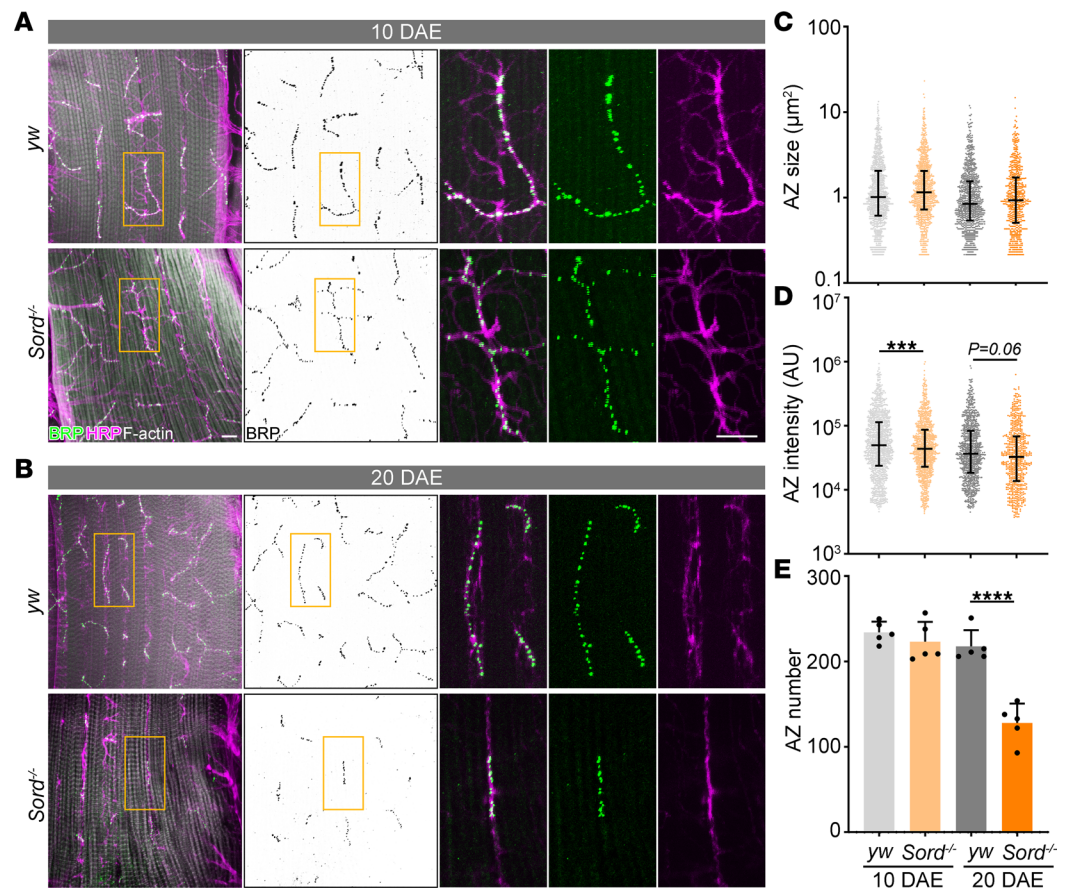 A
10 DAE
yw
Sord-/-
BRP HRP F-actin
BRP
B
20 DAE
yw
Sord-/-
C
AZ size (µm²)
100
10
1
0.1
D
AZ intensity (AU)
10⁷
10⁶
10⁵
10⁴
10³
***
P=0.06
E
AZ number
300
200
100
0
****
yw Sord-/- yw Sord-/-
10 DAE 20 DAE